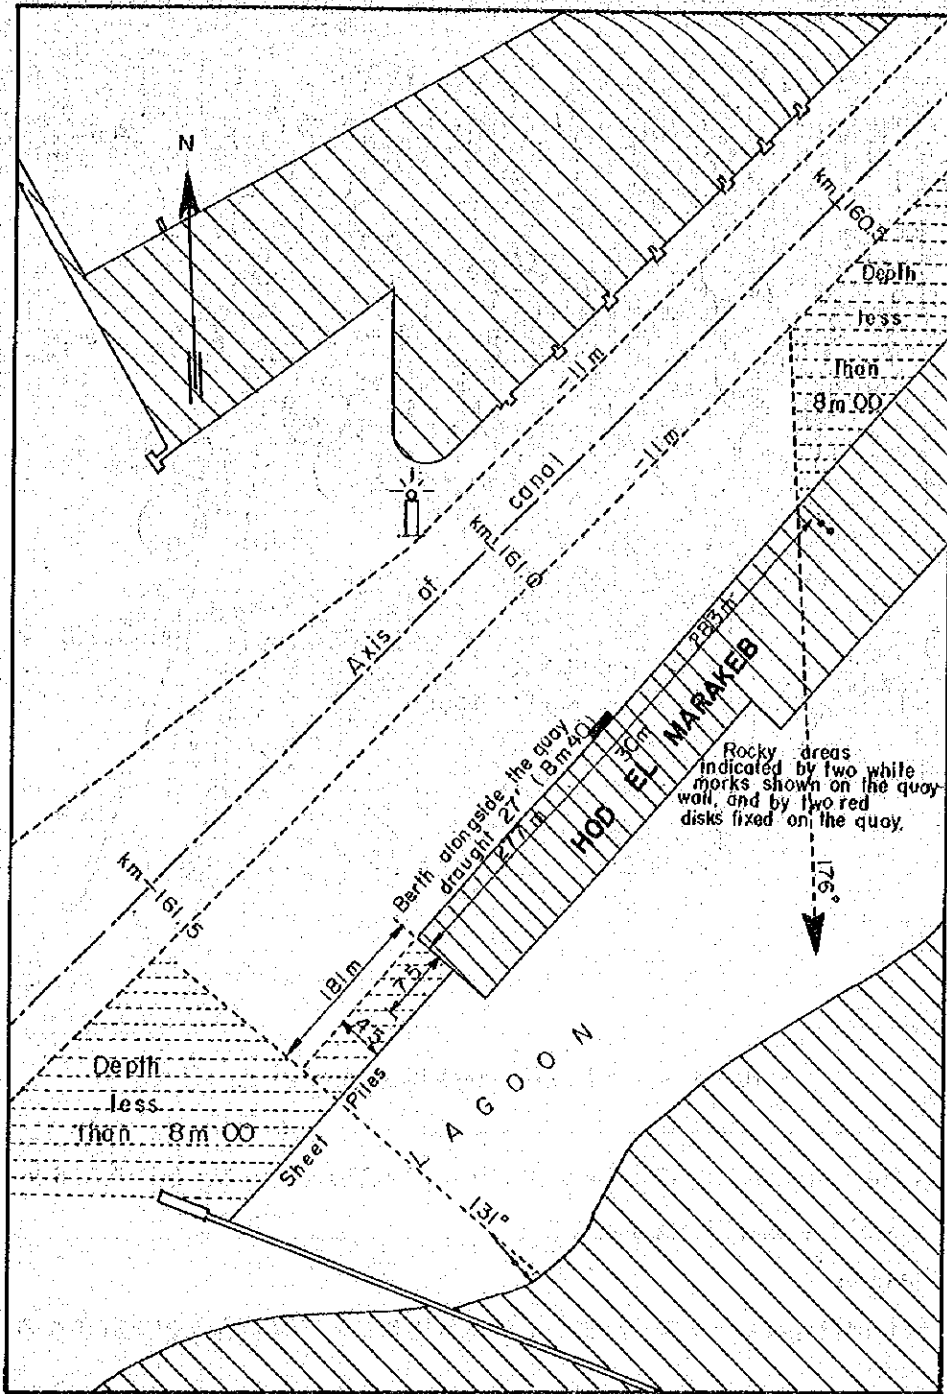 N
km 160.5
Depth
less
than
8m 00
-11 m
-11 m
Axis of canal
km 161.0
283m
HOD EL MARAKEB
30m
Berth alongside the quay
draught 27' (8m 40)
277m
Rocky areas
indicated by two white
marks shown on the quay
wall, and by two red
disks fixed on the quay.
176°
km 161.5
181m
75
43
Depth
less
than 8m 00
Sheet Piles
LAGOON
131°